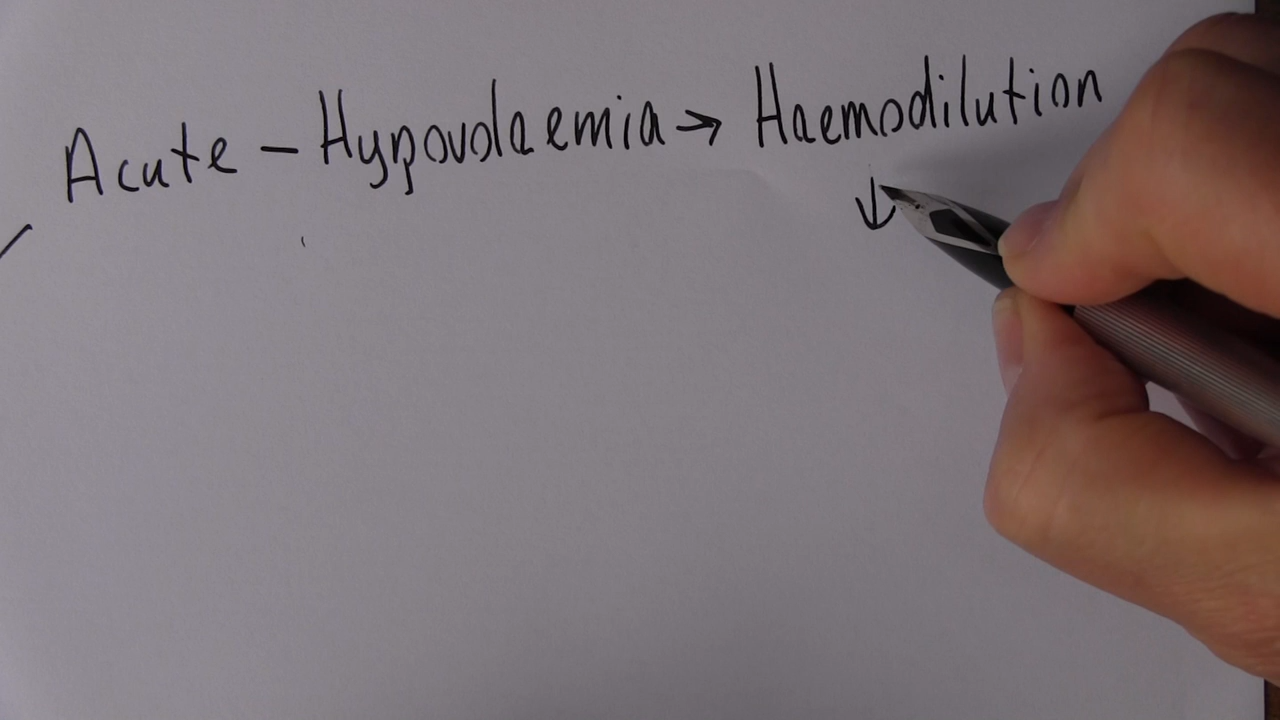 Acute - Hypovolaemia → Haemodilution
↓